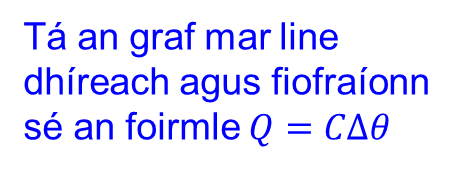 Tá an graf mar line
dhíreach agus fiofraíonn
sé an foirmle Q = CΔθ